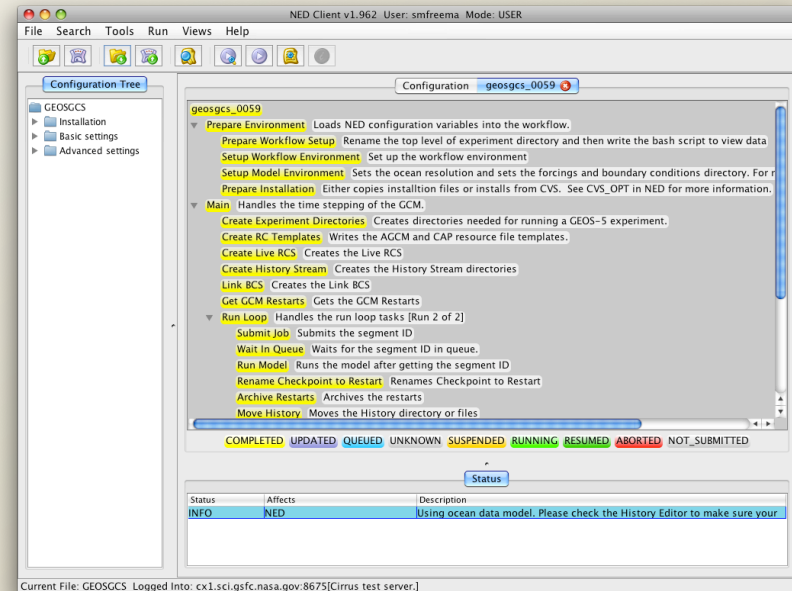 NED Client v1.962 User: smfreema Mode: USER
File Search Tools Run Views Help
Configuration Tree
GEOSGCS
Installation
Basic settings
Advanced settings
Configuration geosgcs_0059
geosgcs_0059
Prepare Environment Loads NED configuration variables into the workflow.
Prepare Workflow Setup Rename the top level of experiment directory and then write the bash script to view data
Setup Workflow Environment Set up the workflow environment
Setup Model Environment Sets the ocean resolution and sets the forcings and boundary conditions directory. For
Prepare Installation Either copies installtion files or installs from CVS. See CVS_OPT in NED for more information.
Main Handles the time stepping of the GCM.
Create Experiment Directories Creates directories needed for running a GEOS-5 experiment.
Create RC Templates Writes the AGCM and CAP resource file templates.
Create Live RCS Creates the Live RCS
Create History Stream Creates the History Stream directories
Link BCS Creates the Link BCS
Get GCM Restarts Gets the GCM Restarts
Run Loop Handles the run loop tasks [Run 2 of 2]
Submit Job Submits the segment ID
Wait In Queue Waits for the segment ID in queue.
Run Model Runs the model after getting the segment ID
Rename Checkpoint to Restart Renames Checkpoint to Restart
Archive Restarts Archives the restarts
Move History Moves the History directory or files
COMPLETED UPDATED QUEUED UNKNOWN SUSPENDED RUNNING RESUMED ABORTED NOT_SUBMITTED
Status
Status Affects Description
INFO NED Using ocean data model. Please check the History Editor to make sure your
Current File: GEOSGCS Logged Into: cx1.sci.gsfc.nasa.gov:8675[Cirrus test server.]